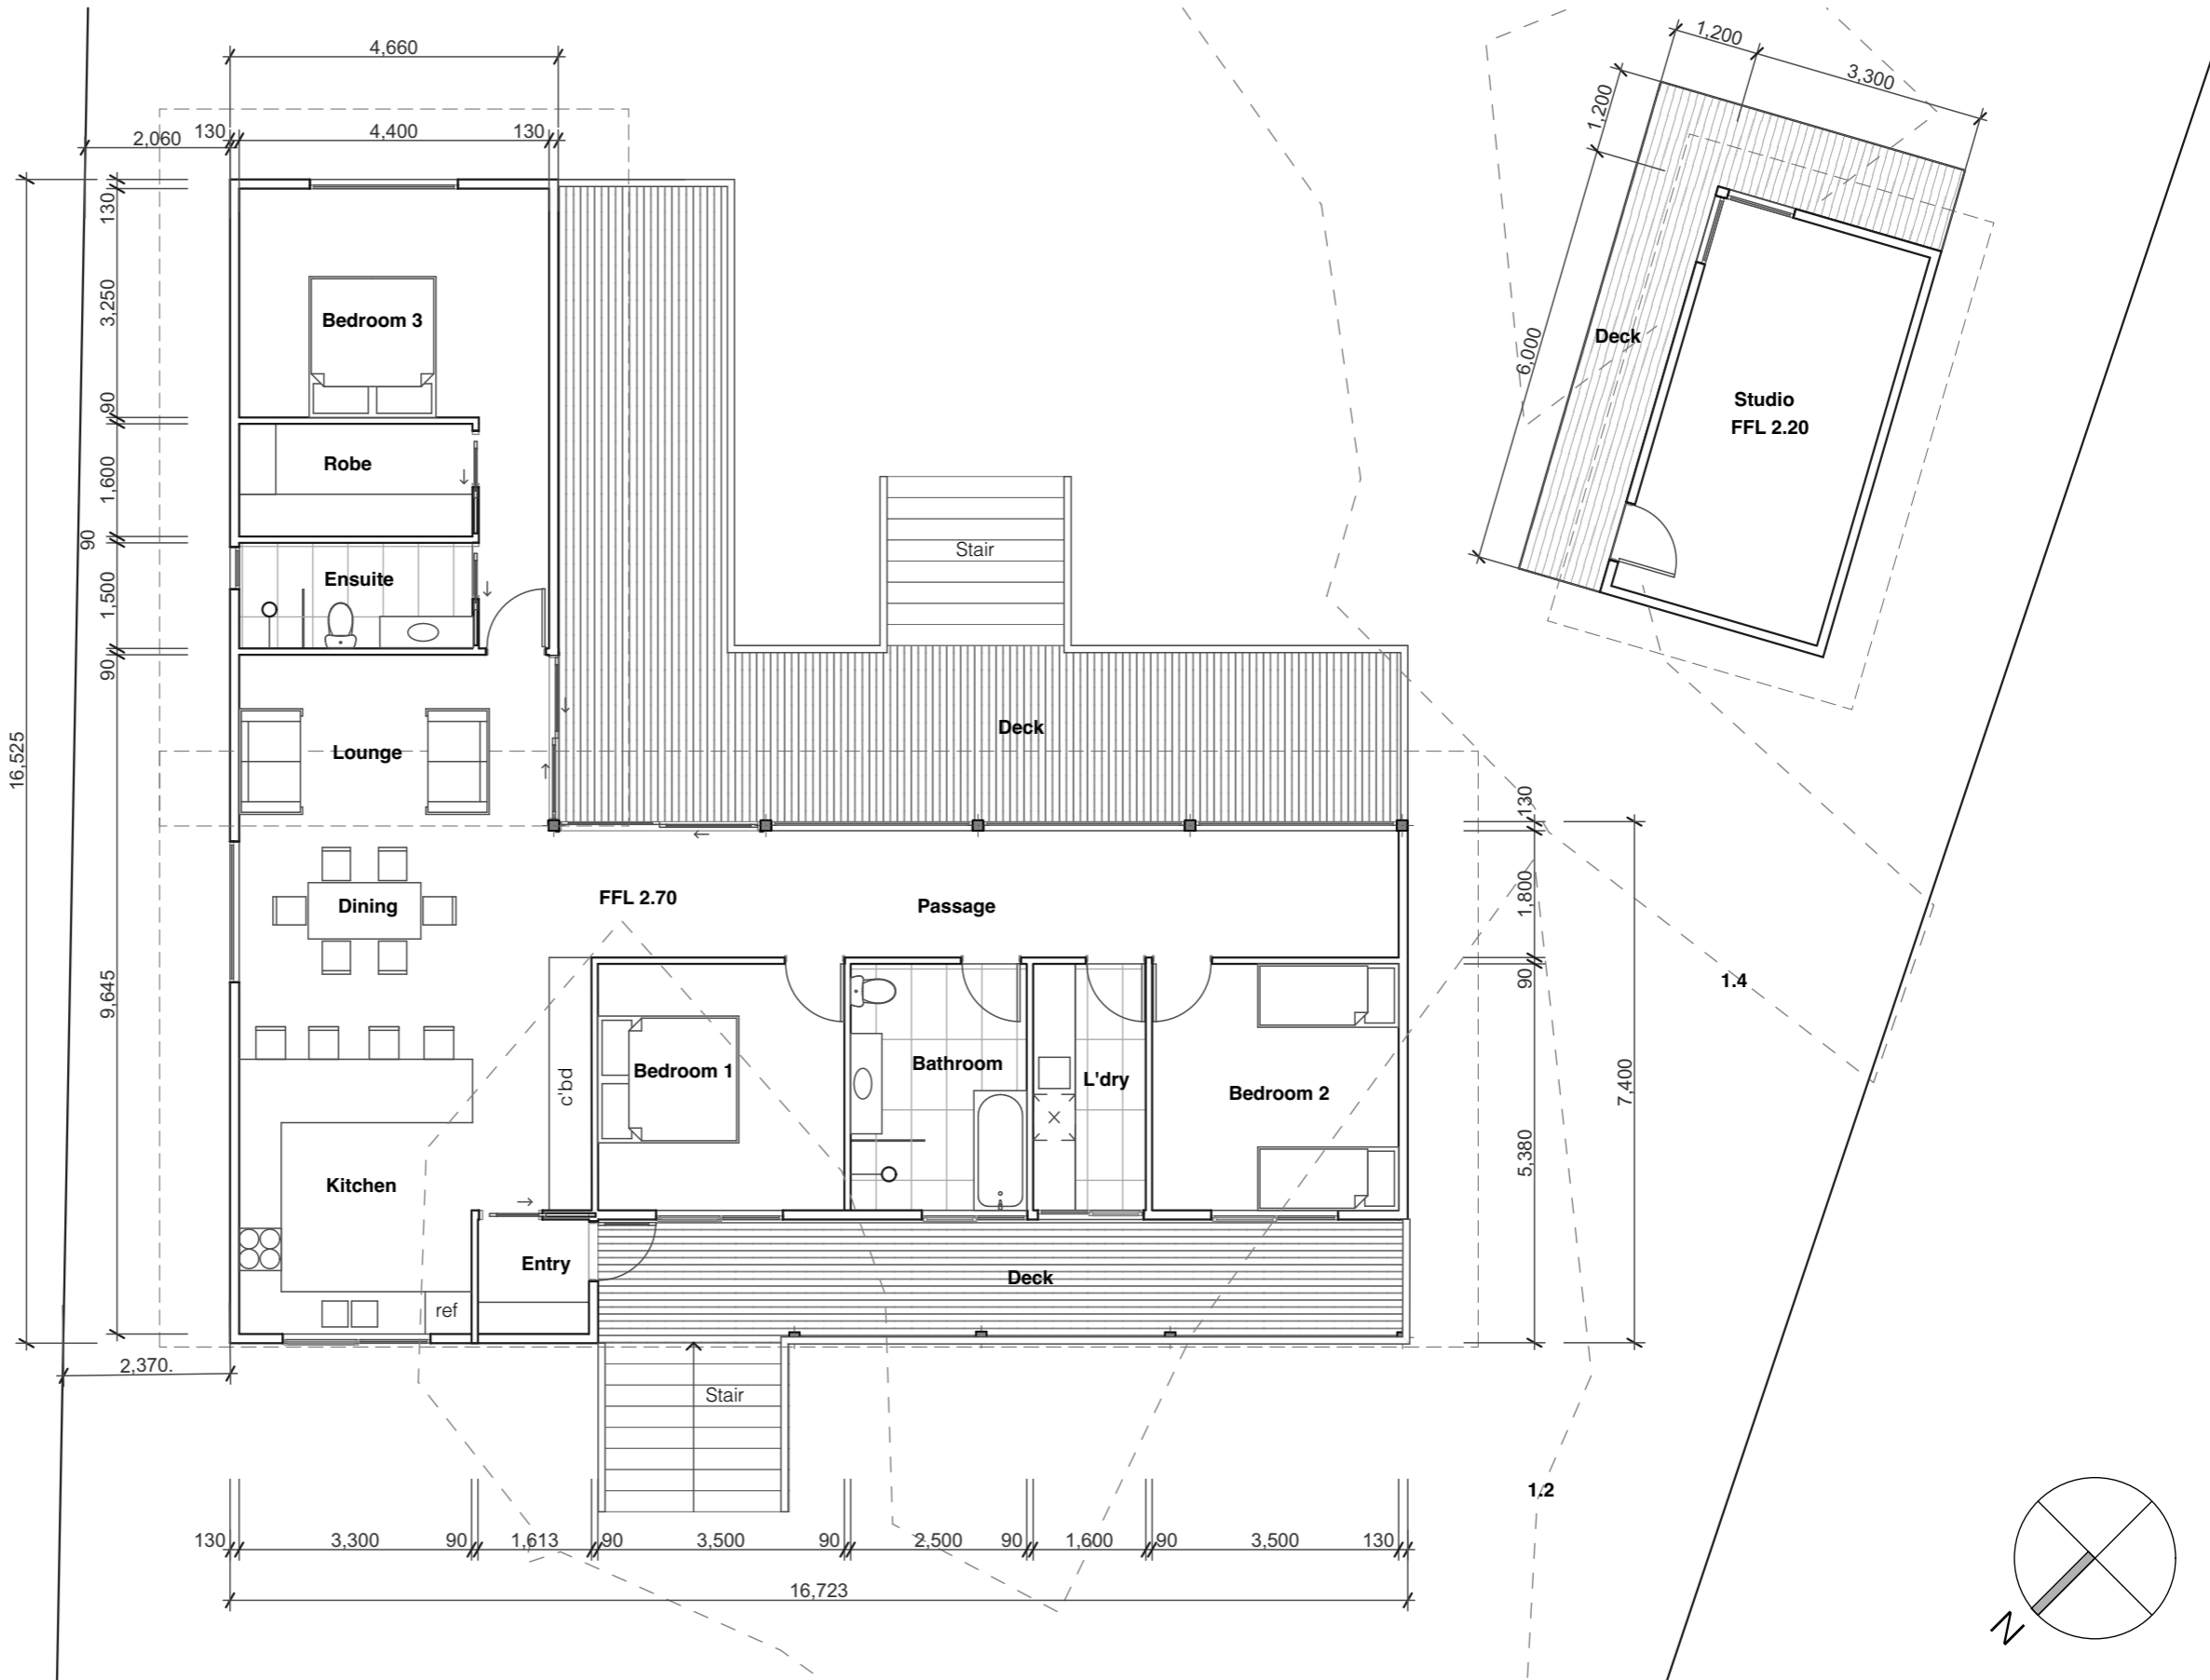 4,660
1,200
3,300
1,200
2,060
130
4,400
130
130
3,250
Bedroom 3
6,000
Deck
Studio
FFL 2.20
90
Robe
1,600
90
Stair
Ensuite
1,500
90
16,525
Lounge
Deck
130
Dining
FFL 2.70
Passage
1,800
9,645
90
1.4
c'bd
Bedroom 1
Bathroom
L'dry
Bedroom 2
7,400
5,380
Kitchen
Entry
Deck
ref
2,370.
Stair
1.2
130
3,300
90
1,613
90
3,500
90
2,500
90
1,600
90
3,500
130
16,723
N